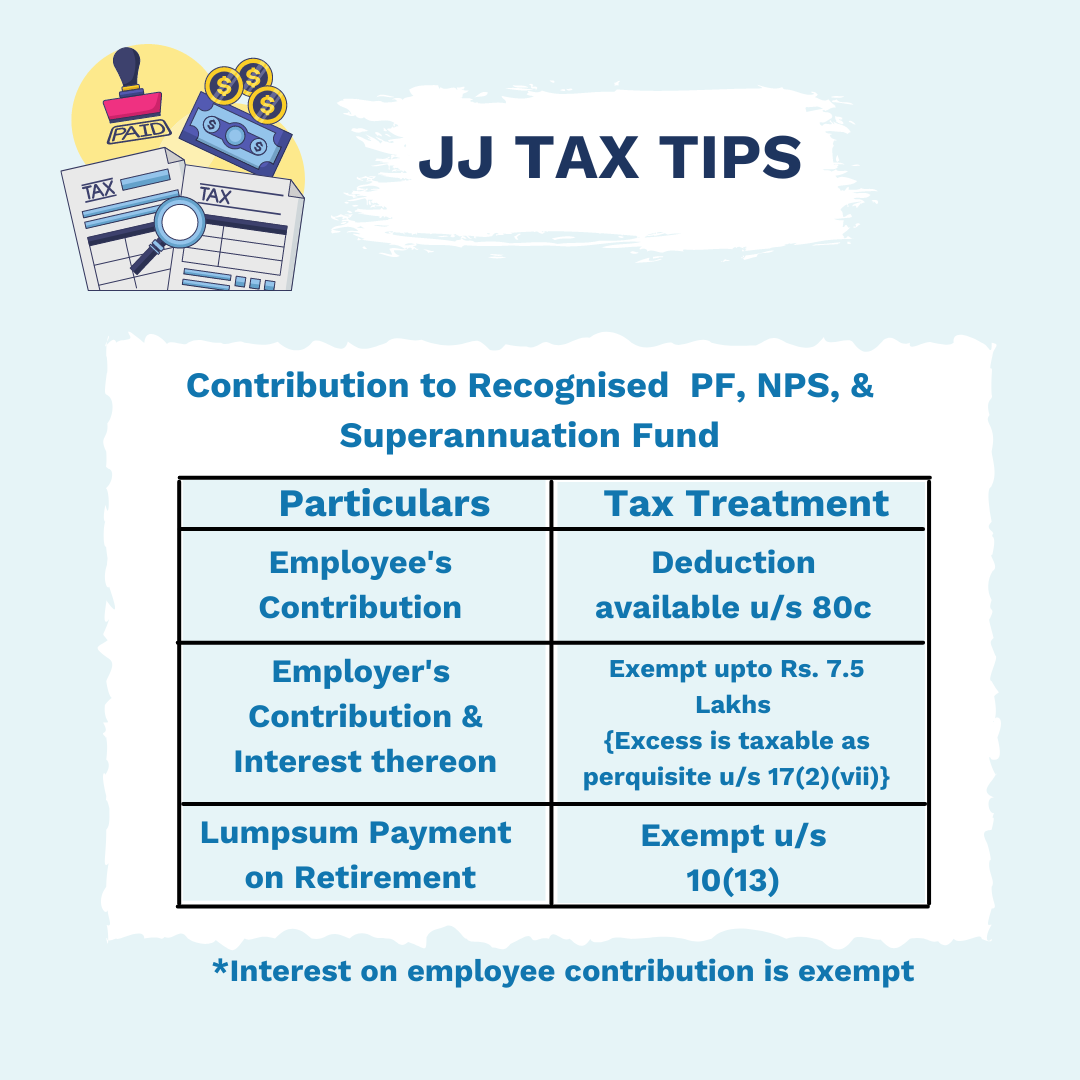 PAID
TAX
TAX
JJ TAX TIPS
Contribution to Recognised PF, NPS, &
Superannuation Fund
Particulars
Tax Treatment
Employee's
Contribution
Deduction
available u/s 80c
Employer's
Contribution &
Interest thereon
Exempt upto Rs. 7.5
Lakhs
{Excess is taxable as
perquisite u/s 17(2)(vii)}
Lumpsum Payment
on Retirement
Exempt u/s
10(13)
*Interest on employee contribution is exempt